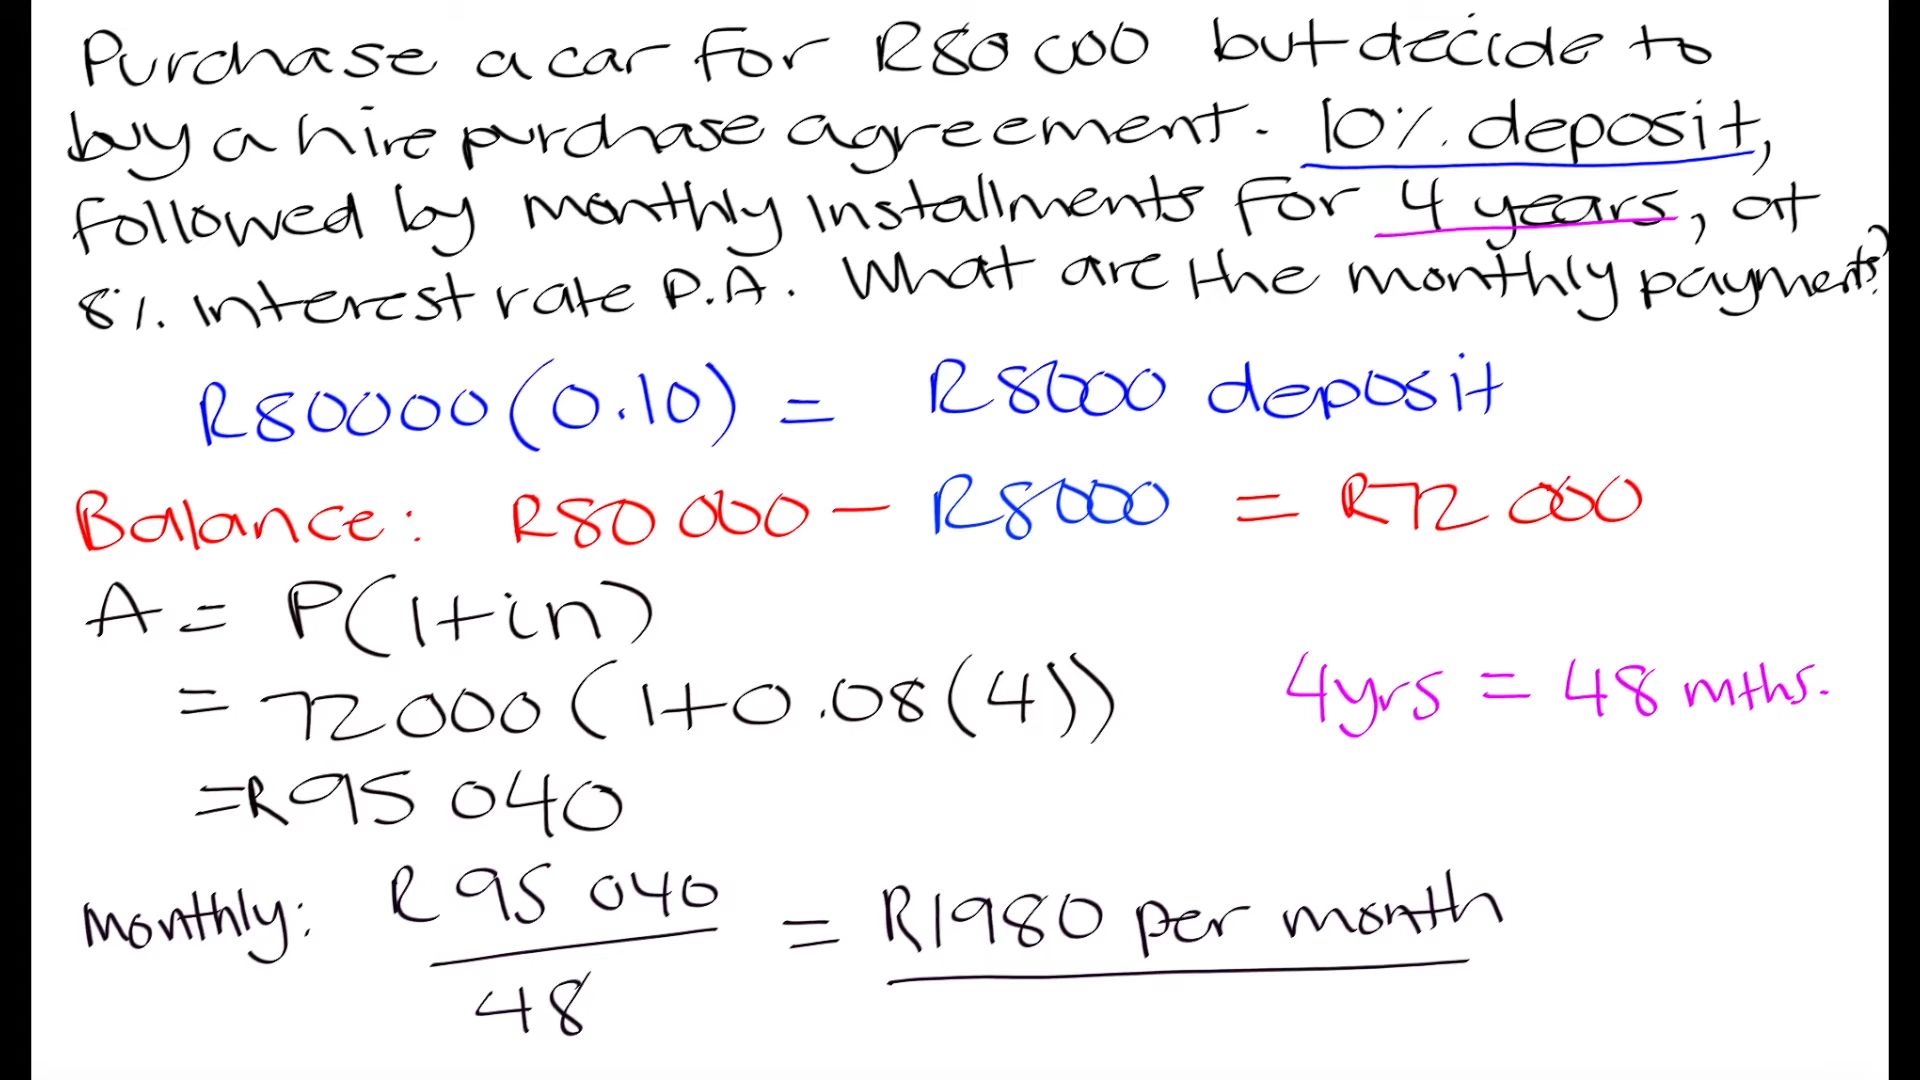 Purchase a car for R80 000 but decide to
buy a hire purchase agreement. 10% deposit,
followed by monthly installments for 4 years, at
8% interest rate P.A. What are the monthly payments?
R80000(0.10) = R8000 deposit
Balance: R80 000 - R8000 = R72 000
A = P(1+in)
= 72000(1+0.08(4))
4yrs = 48 mths.
=R95 040
Monthly: R95 040 / 48 = R1980 per month